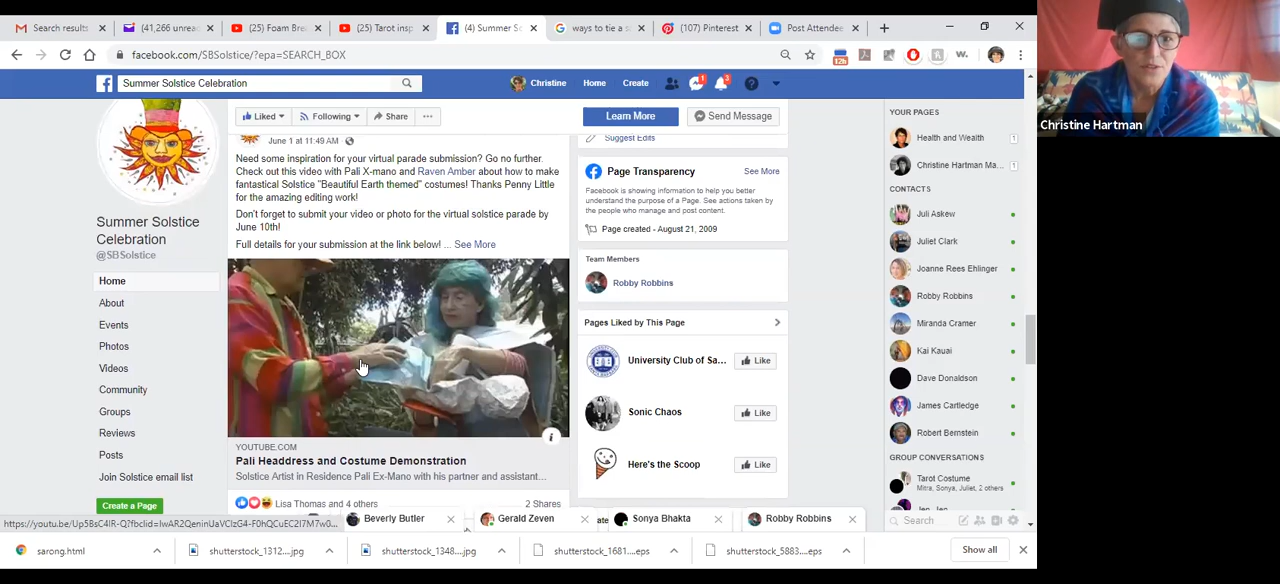 Search results
(41,266 unrea
(25) Foam Bre
(25) Tarot insp
(4) Summer S
ways to tie a s
(107) Pinterest
Post Attendee
facebook.com/SBSolstice/?epa=SEARCH_BOX
12h
W.
Summer Solstice Celebration
Christine
Home
Create
1
3
Liked
Following
Share
Learn More
Send Message
June 1 at 11:49 AM
Need some inspiration for your virtual parade submission? Go no further.
Check out this video with Pali X-mano and Raven Amber about how to make
fantastical Solstice "Beautiful Earth themed" costumes! Thanks Penny Little
for the amazing editing work!
Don't forget to submit your video or photo for the virtual solstice parade by
June 10th!
Full details for your submission at the link below! ... See More
YOUTUBE.COM
Pali Headdress and Costume Demonstration
Solstice Artist in Residence Pali Ex-Mano with his partner and assistant...
Lisa Thomas and 4 others
2 Shares
Summer Solstice
Celebration
@SBSolstice
Home
About
Events
Photos
Videos
Community
Groups
Reviews
Posts
Join Solstice email list
Create a Page
Suggest Edits
Page Transparency
See More
Facebook is showing information to help you better
understand the purpose of a Page. See actions taken by
the people who manage and post content.
Page created - August 21, 2009
Team Members
Robby Robbins
Pages Liked by This Page
University Club of Sa...
Like
Sonic Chaos
Like
Here's the Scoop
Like
YOUR PAGES
Health and Wealth
1
Christine Hartman Ma...
1
CONTACTS
Juli Askew
Juliet Clark
Joanne Rees Ehlinger
Robby Robbins
Miranda Cramer
Kai Kauai
Dave Donaldson
James Cartledge
Robert Bernstein
GROUP CONVERSATIONS
Tarot Costume
Mitra, Sonya, Juliet, 2 others
Search
Beverly Butler
Gerald Zeven
Sonya Bhakta
Robby Robbins
sarong.html
shutterstock_1312....jpg
shutterstock_1348....jpg
shutterstock_1681....eps
shutterstock_5883....eps
Show all
Christine Hartman